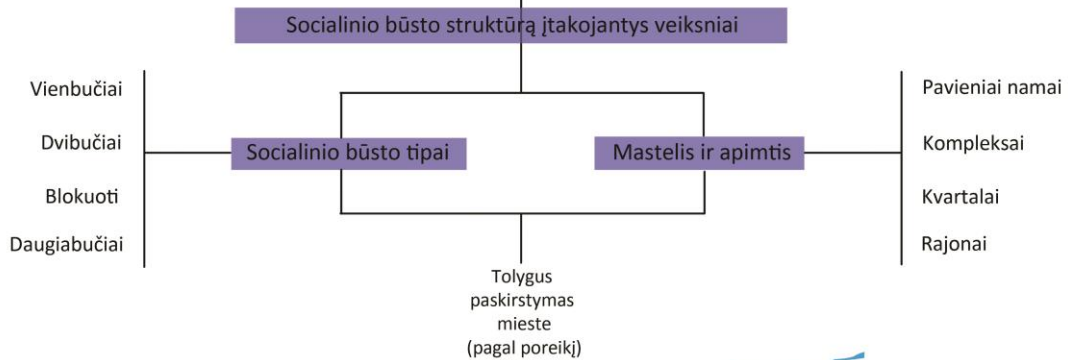 Socialinio būsto struktūrą įtakojantys veiksniai
Vienbučiai
Dvibučiai
Blokuoti
Daugiabučiai
Socialinio būsto tipai
Mastelis ir apimtis
Pavieniai namai
Kompleksai
Kvartalai
Rajonai
Tolygus
paskirstymas
mieste
(pagal poreikį)